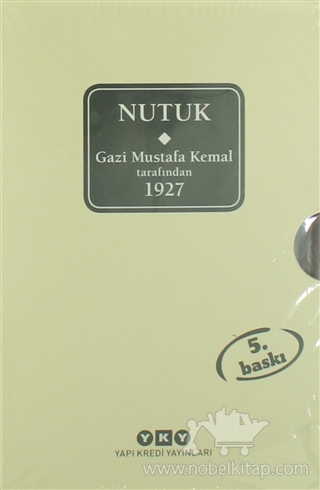 NUTUK
Gazi Mustafa Kemal
tarafından
1927
5.
baskı
YKY
YAPI KREDİ YAYINLARI
www.nobelkitap.com